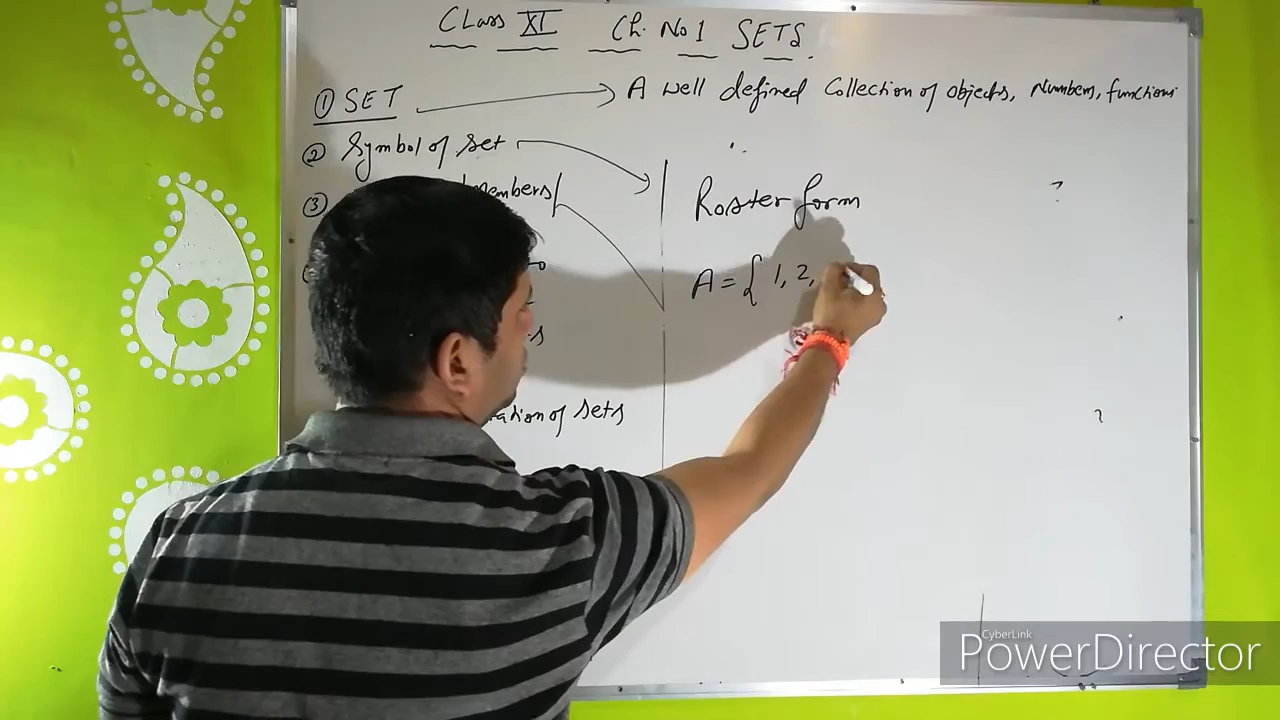 Class XI Ch. No 1 SETS.
① SET → A well defined Collection of objects, Numbers, functions
② Symbol of set
③ members/
Roster form
A = { 1, 2,
of sets
CyberLink
PowerDirector